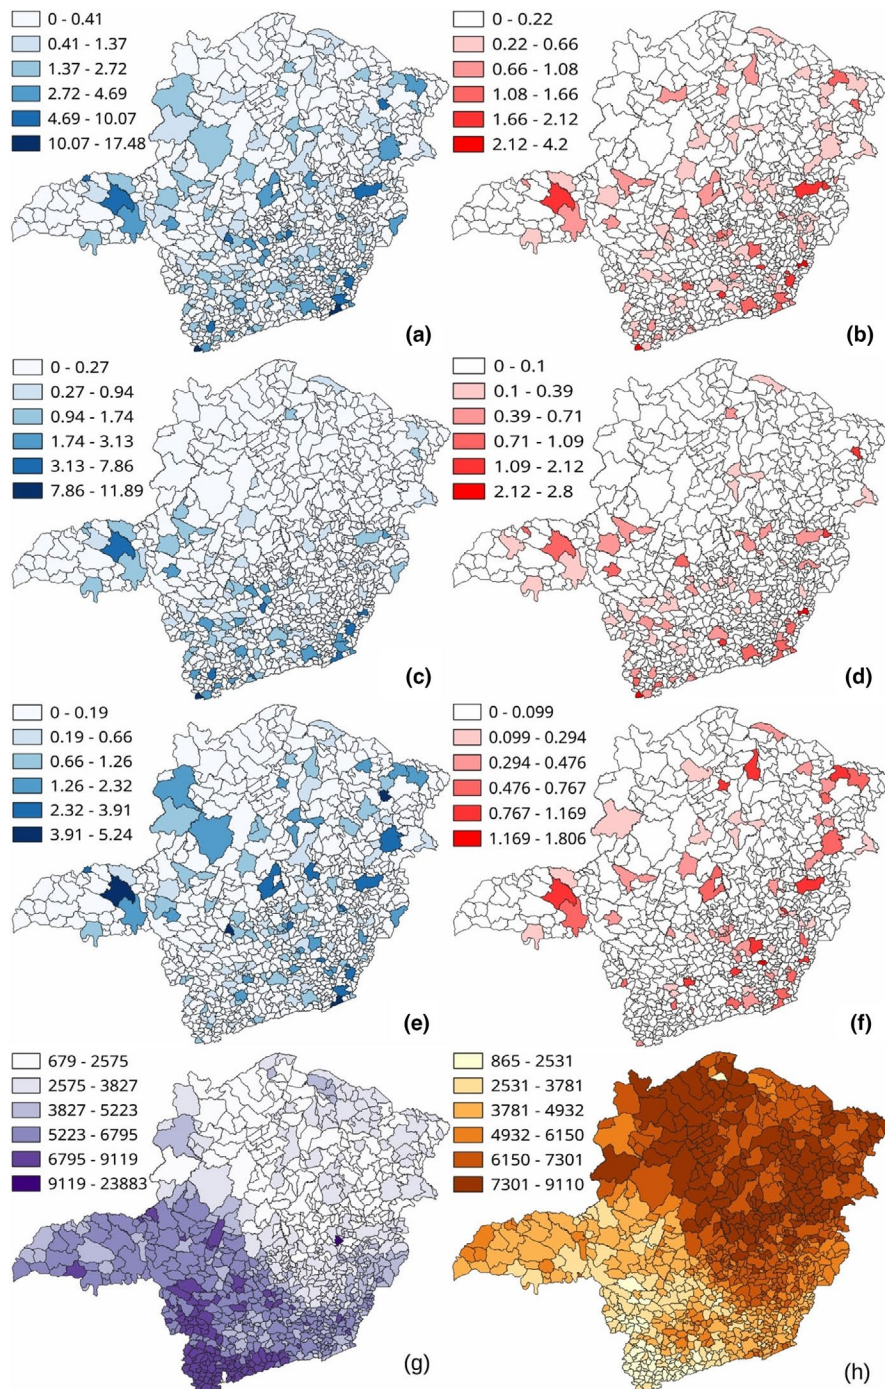 0 - 0.41
0.41 - 1.37
1.37 - 2.72
2.72 - 4.69
4.69 - 10.07
10.07 - 17.48
(a)
0 - 0.22
0.22 - 0.66
0.66 - 1.08
1.08 - 1.66
1.66 - 2.12
2.12 - 4.2
(b)
0 - 0.27
0.27 - 0.94
0.94 - 1.74
1.74 - 3.13
3.13 - 7.86
7.86 - 11.89
(c)
0 - 0.1
0.1 - 0.39
0.39 - 0.71
0.71 - 1.09
1.09 - 2.12
2.12 - 2.8
(d)
0 - 0.19
0.19 - 0.66
0.66 - 1.26
1.26 - 2.32
2.32 - 3.91
3.91 - 5.24
(e)
0 - 0.099
0.099 - 0.294
0.294 - 0.476
0.476 - 0.767
0.767 - 1.169
1.169 - 1.806
(f)
679 - 2575
2575 - 3827
3827 - 5223
5223 - 6795
6795 - 9119
9119 - 23883
(g)
865 - 2531
2531 - 3781
3781 - 4932
4932 - 6150
6150 - 7301
7301 - 9110
(h)